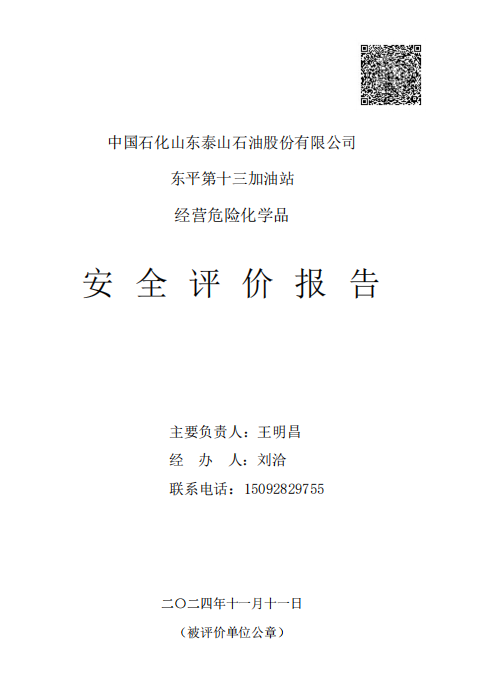 中国石化山东泰山石油股份有限公司
东平第十三加油站
经营危险化学品
安全评价报告
主要负责人：王明昌
经 办 人：刘洽
联系电话：15092829755
二〇二四年十一月十一日
（被评价单位公章）